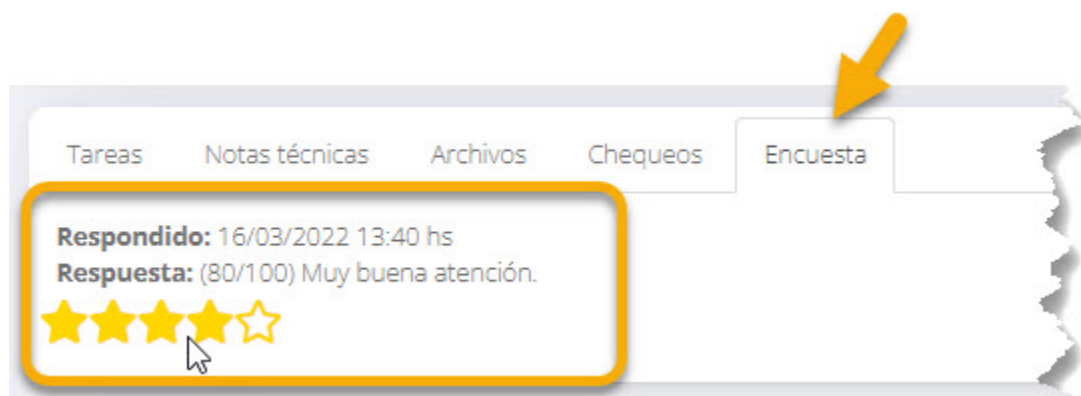 Tareas Notas técnicas Archivos Chequeos Encuesta
Respondido: 16/03/2022 13:40 hs
Respuesta: (80/100) Muy buena atención.